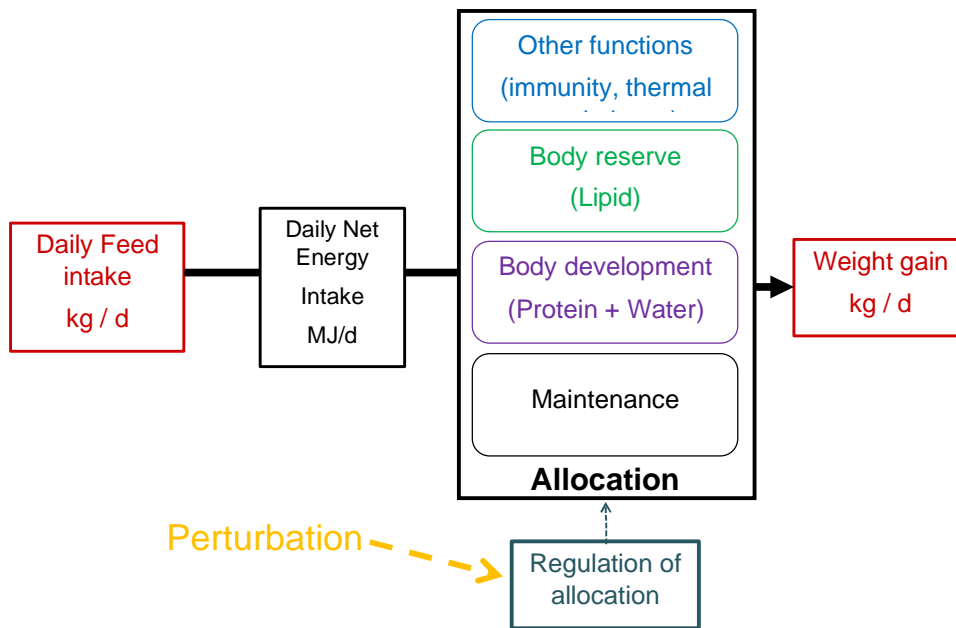 Other functions
(immunity, thermal
Body reserve
(Lipid)
Daily Feed
intake
kg / d
Daily Net
Energy
Intake
MJ/d
Body development
(Protein + Water)
Weight gain
kg / d
Maintenance
Allocation
Perturbation
Regulation of
allocation